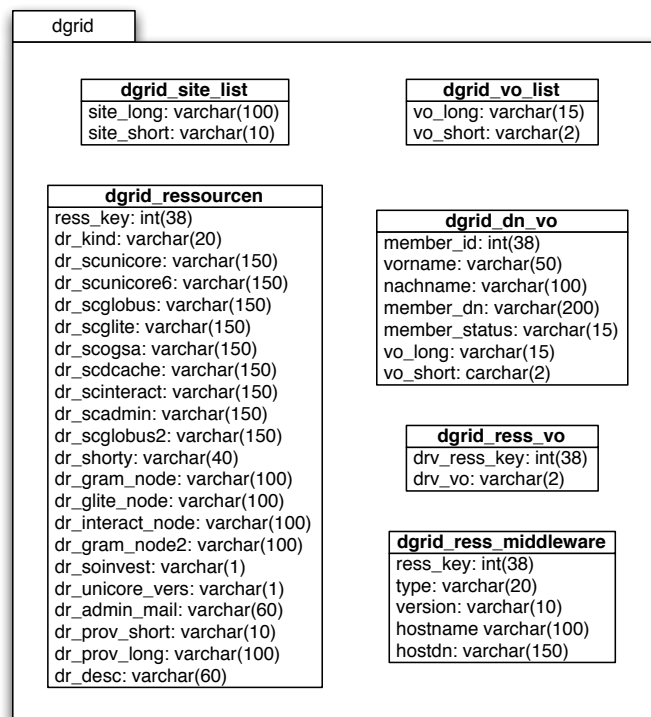 dgrid
dgrid_site_list
site_long: varchar(100)
site_short: varchar(10)
dgrid_vo_list
vo_long: varchar(15)
vo_short: varchar(2)
dgrid_ressourcen
ress_key: int(38)
dr_kind: varchar(20)
dr_scunicore: varchar(150)
dr_scunicore6: varchar(150)
dr_scglobus: varchar(150)
dr_scglite: varchar(150)
dr_scogsa: varchar(150)
dr_scdcache: varchar(150)
dr_scinteract: varchar(150)
dr_scadmin: varchar(150)
dr_scglobus2: varchar(150)
dr_shorty: varchar(40)
dr_gram_node: varchar(100)
dr_glite_node: varchar(100)
dr_interact_node: varchar(100)
dr_gram_node2: varchar(100)
dr_soinvest: varchar(1)
dr_unicore_vers: varchar(1)
dr_admin_mail: varchar(60)
dr_prov_short: varchar(10)
dr_prov_long: varchar(100)
dr_desc: varchar(60)
dgrid_dn_vo
member_id: int(38)
vorname: varchar(50)
nachname: varchar(100)
member_dn: varchar(200)
member_status: varchar(15)
vo_long: varchar(15)
vo_short: carchar(2)
dgrid_ress_vo
drv_ress_key: int(38)
drv_vo: varchar(2)
dgrid_ress_middleware
ress_key: int(38)
type: varchar(20)
version: varchar(10)
hostname varchar(100)
hostdn: varchar(150)